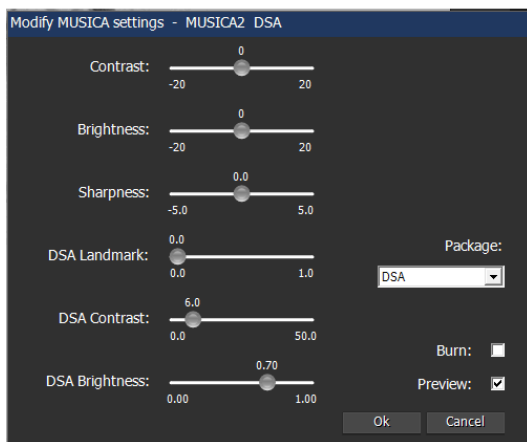 Modify MUSICA settings - MUSICA2 DSA
0
Contrast:
-20 20
0
Brightness:
-20 20
0.0
Sharpness:
-5.0 5.0
0.0
DSA Landmark:
0.0 1.0
Package:
DSA
6.0
DSA Contrast:
0.0 50.0
Burn:
0.70
DSA Brightness:
0.00 1.00
Preview:
Ok Cancel